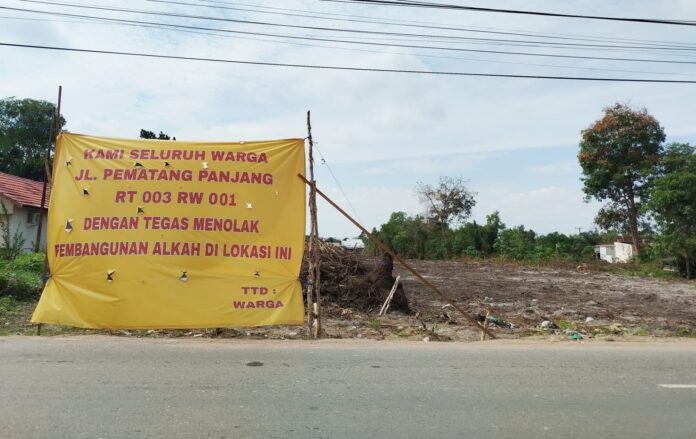 KAMI SELURUH WARGA
JL. PEMATANG PANJANG
RT 003 RW 001
DENGAN TEGAS MENOLAK
PEMBANGUNAN ALKAH DI LOKASI INI
TTD :
WARGA